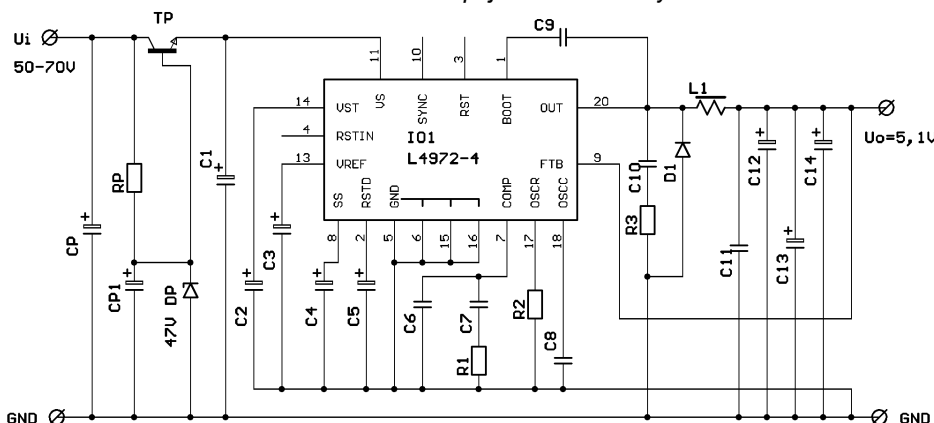 TP
C9
Ui
50-70V
11
10
3
1
14
VST
VS
SYNC
RST
BOOT
OUT
20
L1
Uo=5,1V
4
RSTIN
IO1
L4972-4
13
VREF
FTB
9
SS
RSTD
GND
COMP
OSCR
OSCC
8
2
5
6
15
16
7
17
18
RP
C1
C10
D1
C12
C14
R3
CP
C3
C11
C13
CP1
DP
47V
C2
C4
C5
C6
C7
R2
R1
C8
GND
GND